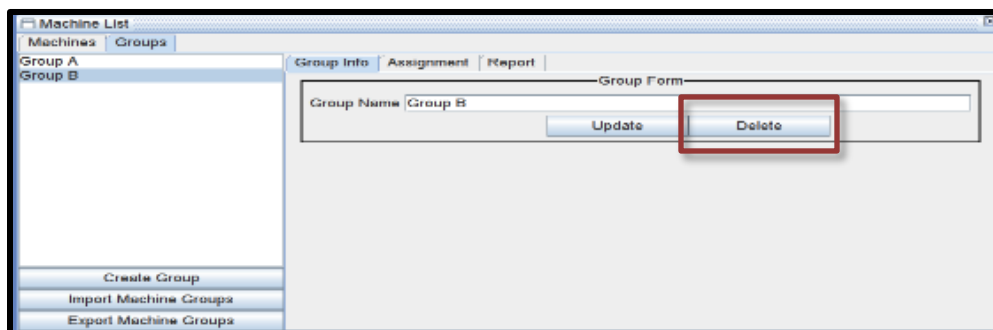 Machine List
Machines Groups
Group A
Group B
Group Info Assignment Report
Group Form
Group Name Group B
Update Delete
Create Group
Import Machine Groups
Export Machine Groups